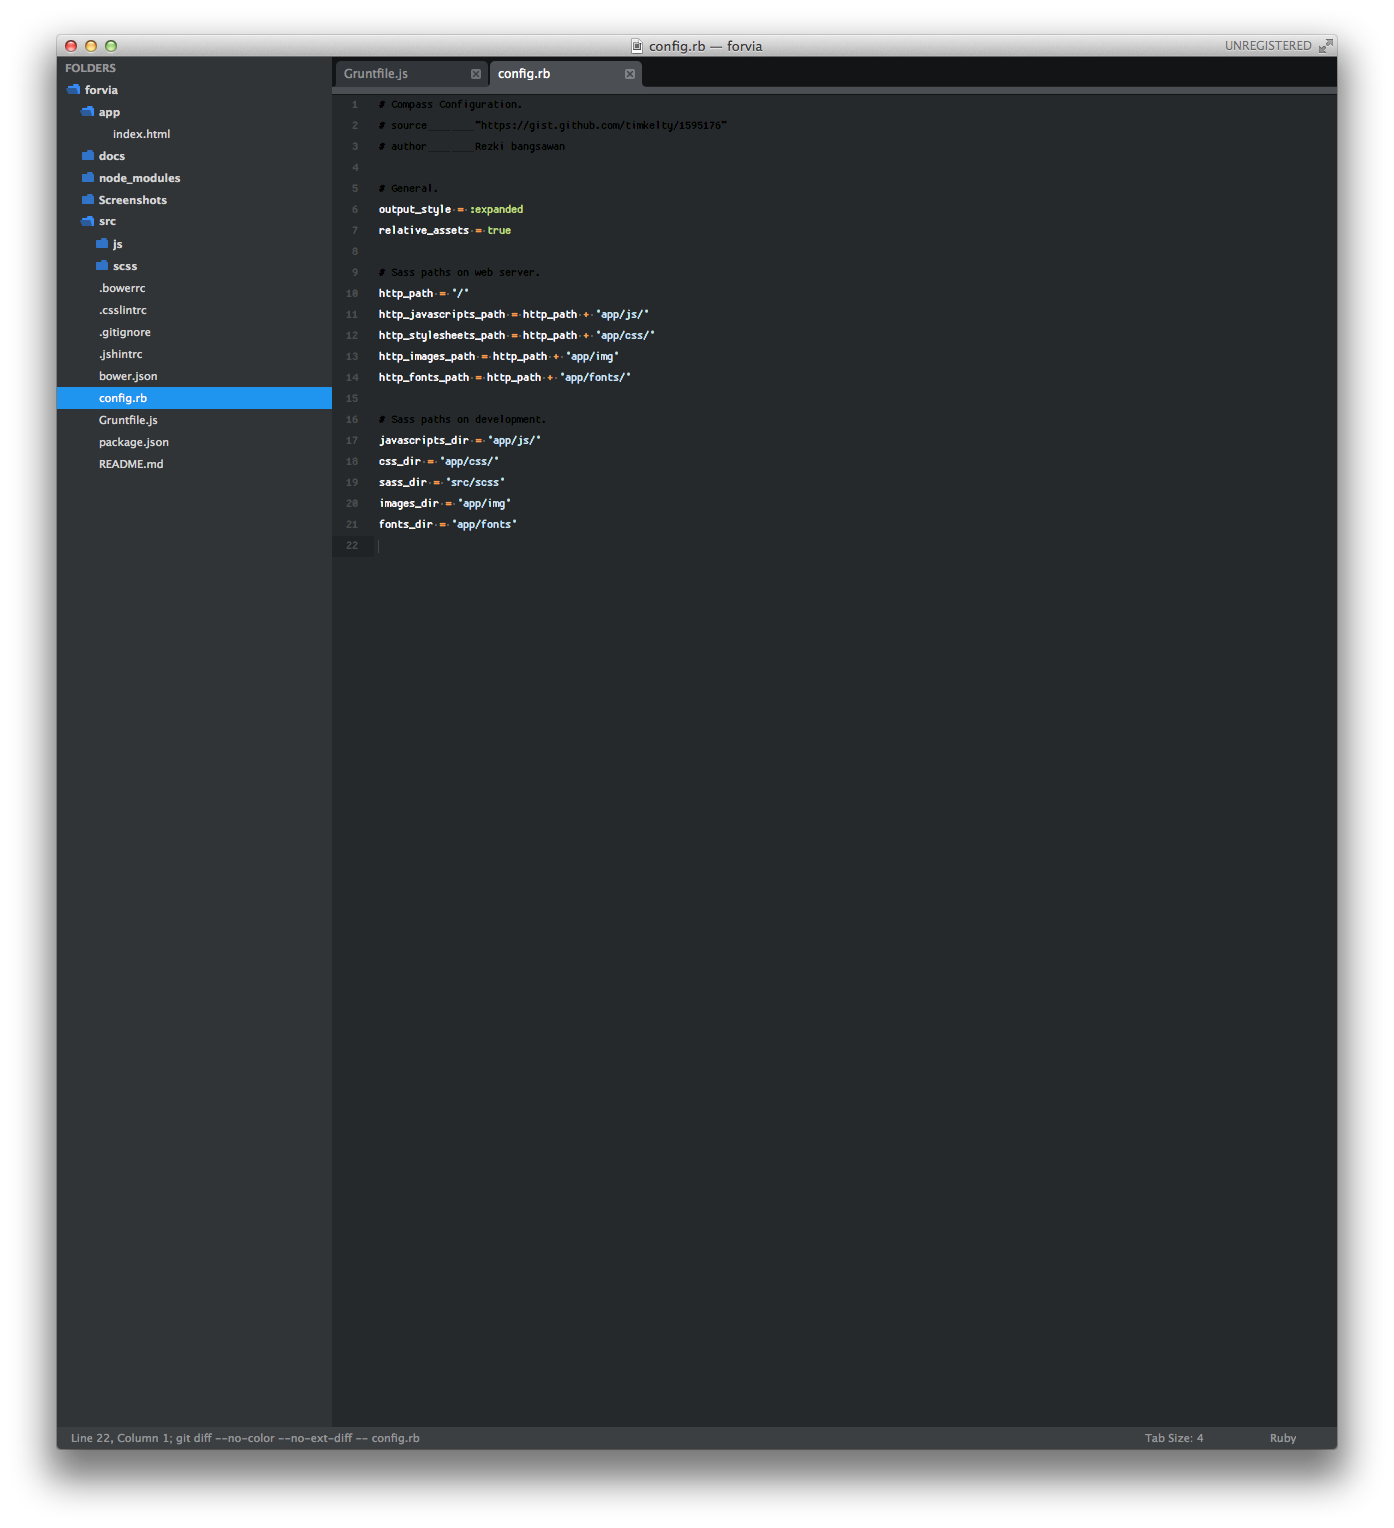 config.rb — forvia
UNREGISTERED
FOLDERS
forvia
app
index.html
docs
node_modules
Screenshots
src
js
scss
.bowerrc
.csslintrc
.gitignore
.jshintrc
bower.json
config.rb
Gruntfile.js
package.json
README.md
Gruntfile.js
config.rb
1 # Compass Configuration.
2 # source________"https://gist.github.com/timkelty/1595176"
3 # author________Rezki bangsawan
4
5 # General.
6 output_style = :expanded
7 relative_assets = true
8
9 # Sass paths on web server.
10 http_path = "/"
11 http_javascripts_path = http_path + "app/js/"
12 http_stylesheets_path = http_path + "app/css/"
13 http_images_path = http_path + "app/img"
14 http_fonts_path = http_path + "app/fonts/"
15
16 # Sass paths on development.
17 javascripts_dir = "app/js/"
18 css_dir = "app/css/"
19 sass_dir = "src/scss"
20 images_dir = "app/img"
21 fonts_dir = "app/fonts"
22
Line 22, Column 1; git diff --no-color --no-ext-diff -- config.rb
Tab Size: 4
Ruby